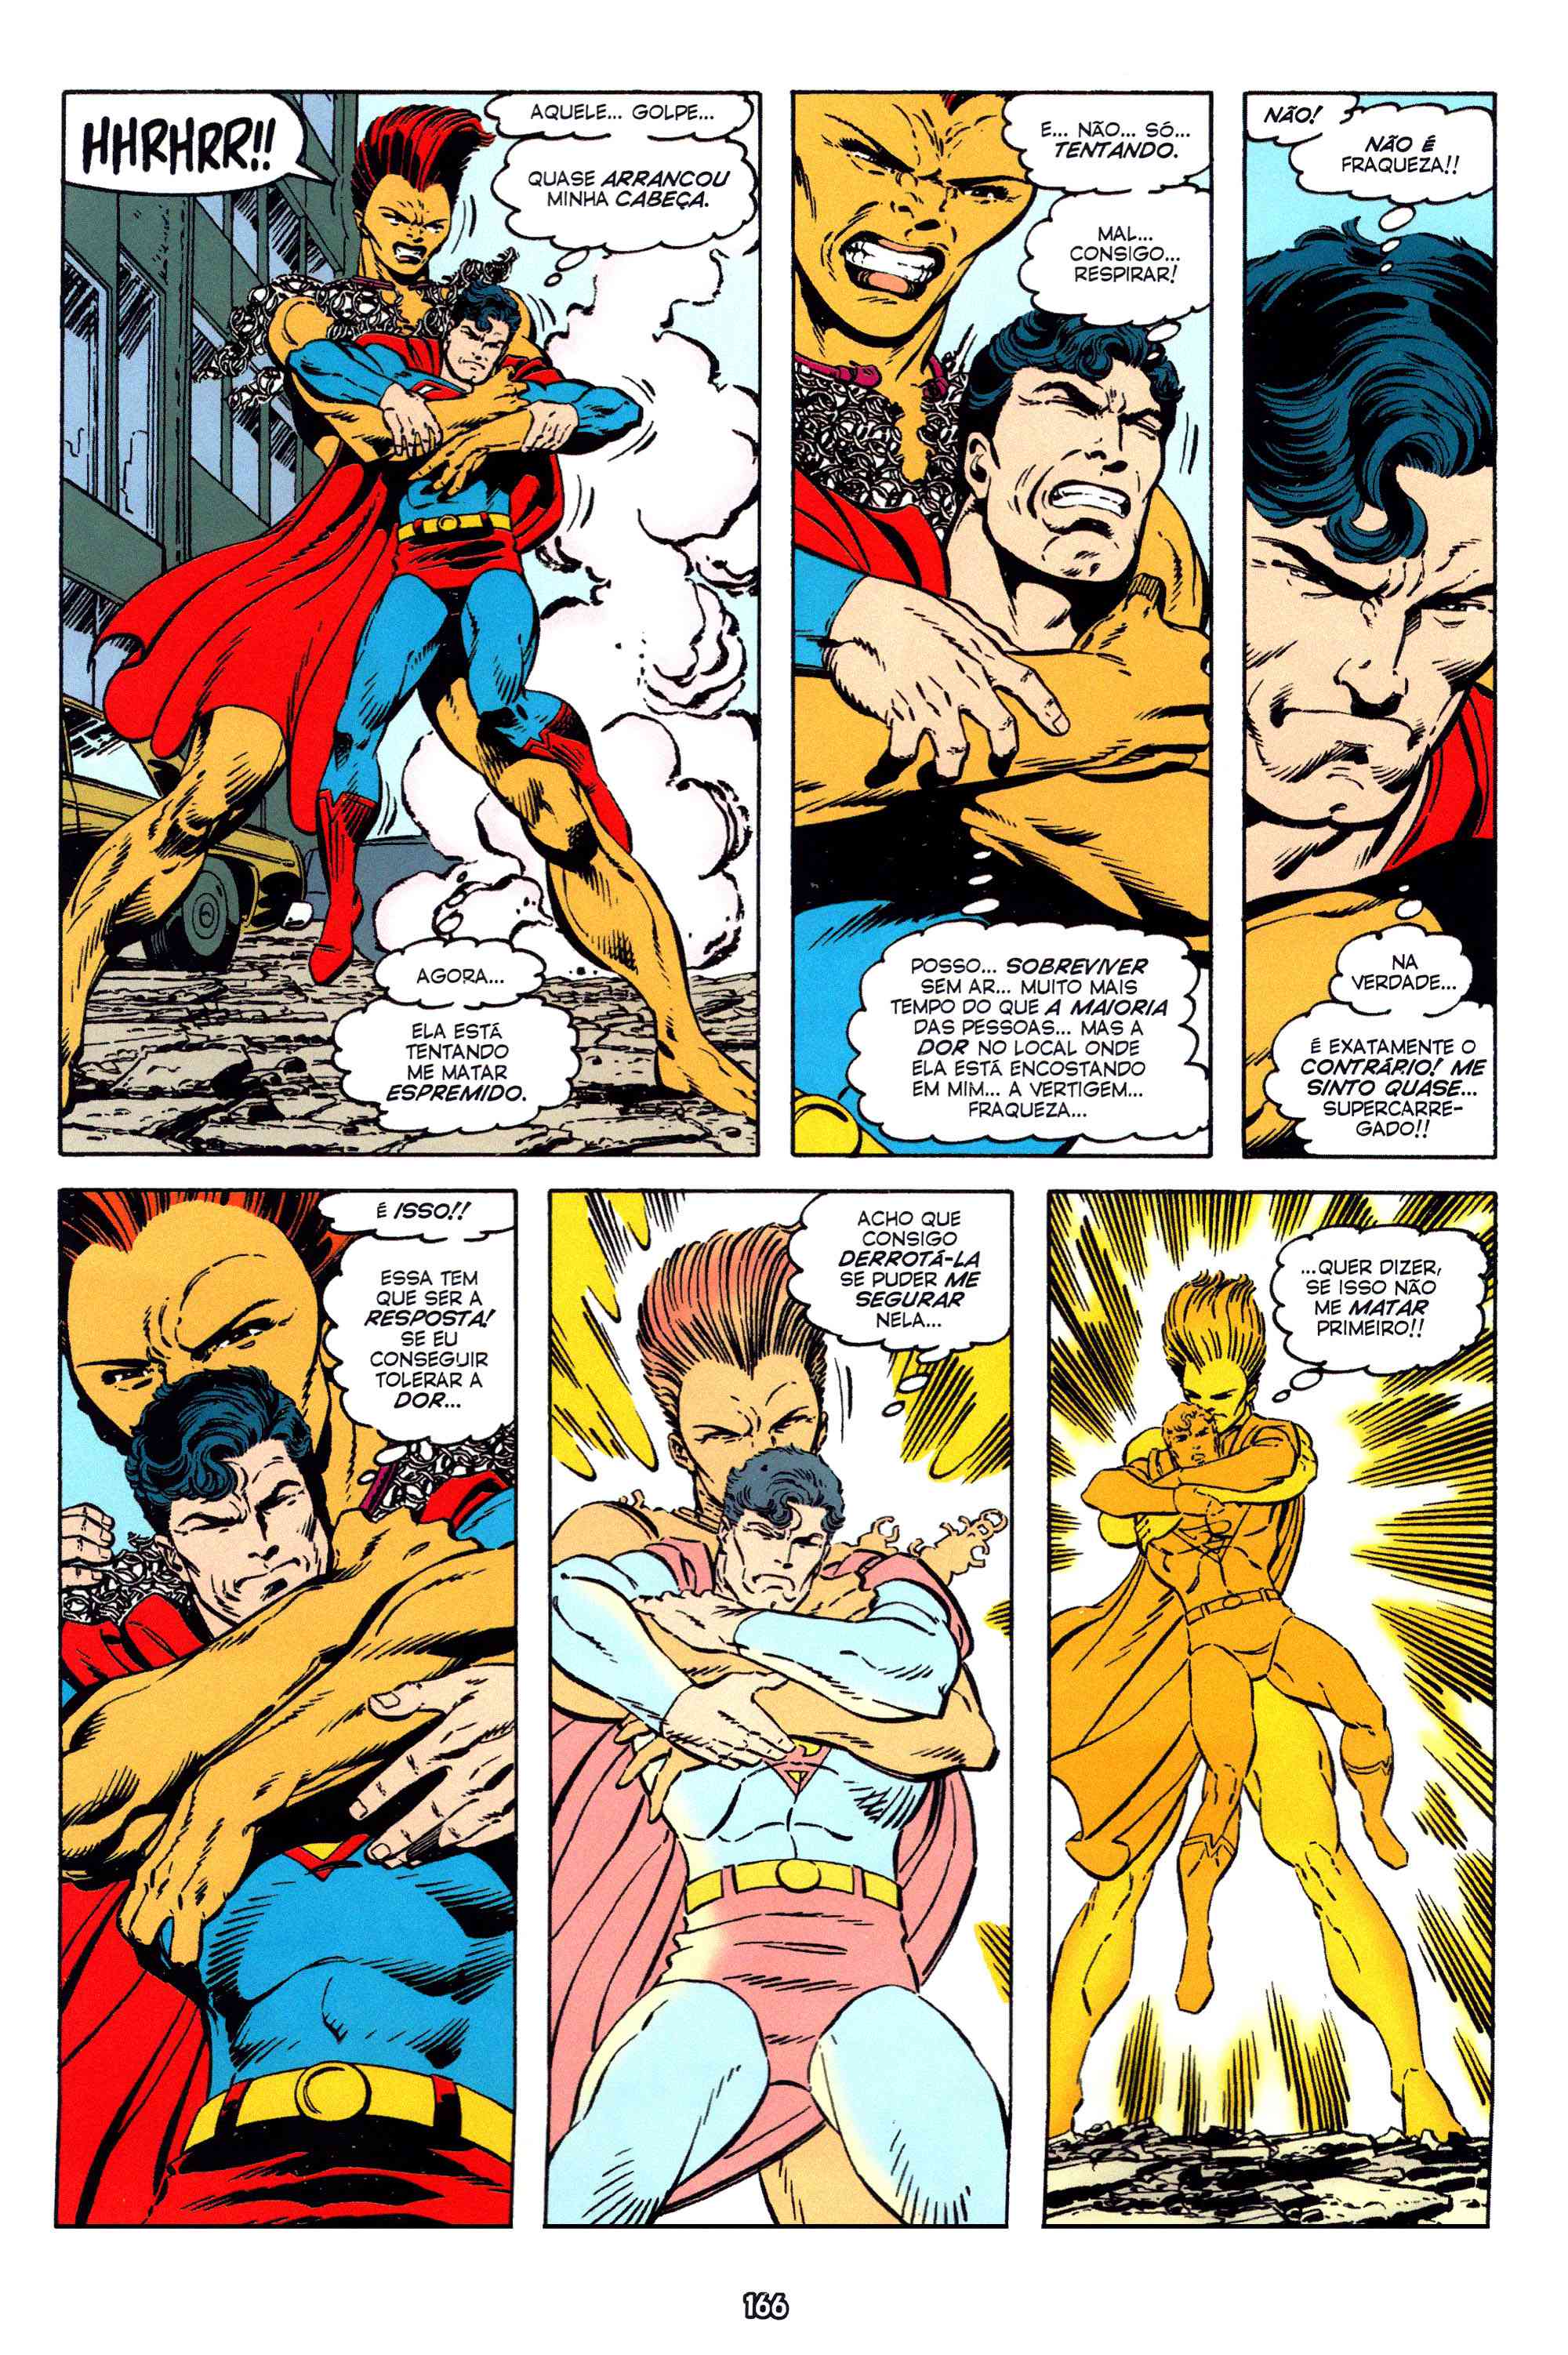 HHRHRR!!
AQUELE... GOLPE...
QUASE ARRANCOU
MINHA CABEÇA.
AGORA...
ELA ESTÁ
TENTANDO
ME MATAR
ESPREMIDO.
E... NÃO... SÓ...
TENTANDO.
MAL...
CONSIGO...
RESPIRAR!
POSSO... SOBREVIVER
SEM AR... MUITO MAIS
TEMPO DO QUE A MAIORIA
DAS PESSOAS... MAS A
DOR NO LOCAL ONDE
ELA ESTÁ ENCOSTANDO
EM MIM... A VERTIGEM...
FRAQUEZA...
NÃO!
NÃO É
FRAQUEZA!!
NA
VERDADE...
É EXATAMENTE O
CONTRÁRIO! ME
SINTO QUASE...
SUPERCARRE-
GADO!!
É ISSO!!
ESSA TEM
QUE SER A
RESPOSTA!
SE EU
CONSEGUIR
TOLERAR A
DOR...
ACHO QUE
CONSIGO
DERROTÁ-LA
SE PUDER ME
SEGURAR
NELA...
...QUER DIZER,
SE ISSO NÃO
ME MATAR
PRIMEIRO!!
166